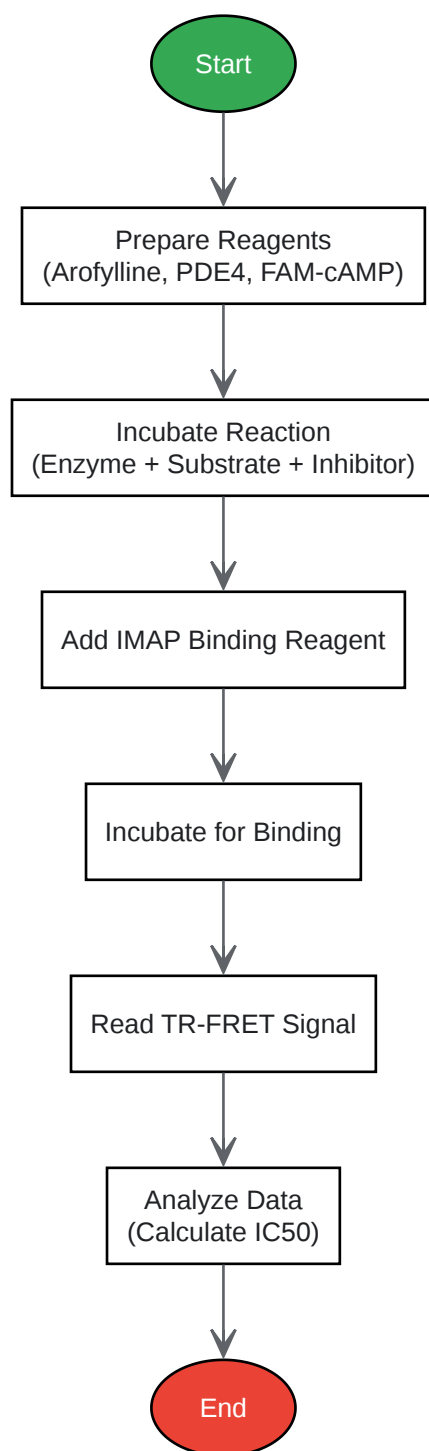 Start
Prepare Reagents
(Arofylline, PDE4, FAM-cAMP)
Incubate Reaction
(Enzyme + Substrate + Inhibitor)
Add IMAP Binding Reagent
Incubate for Binding
Read TR-FRET Signal
Analyze Data
(Calculate IC50)
End